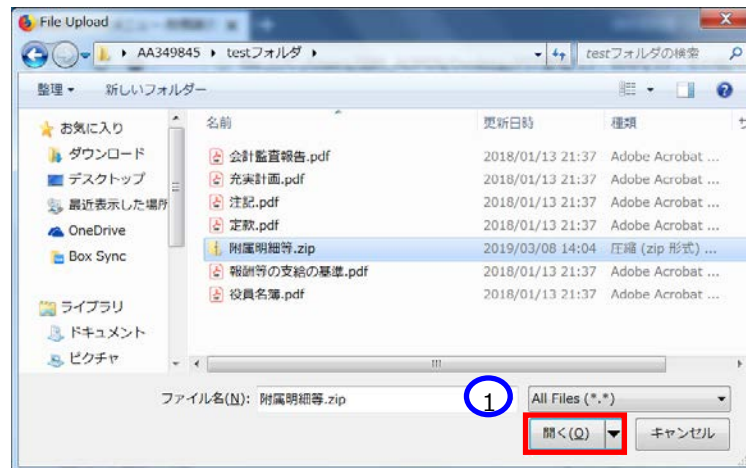 File Upload
AA349845 ▸ testフォルダ ▸
testフォルダの検索
整理 新しいフォルダー
お気に入り
ダウンロード
デスクトップ
最近表示した場所
OneDrive
Box Sync
ライブラリ
ドキュメント
ピクチャ
名前 更新日時 種類
会計監査報告.pdf 2018/01/13 21:37 Adobe Acrobat ...
充実計画.pdf 2018/01/13 21:37 Adobe Acrobat ...
注記.pdf 2018/01/13 21:37 Adobe Acrobat ...
定款.pdf 2018/01/13 21:37 Adobe Acrobat ...
附属明細等.zip 2019/03/08 14:04 圧縮 (zip 形式) ...
報酬等の支給の基準.pdf 2018/01/13 21:37 Adobe Acrobat ...
役員名簿.pdf 2018/01/13 21:37 Adobe Acrobat ...
ファイル名(N): 附属明細等.zip
1
All Files (*.*)
開く(O) キャンセル